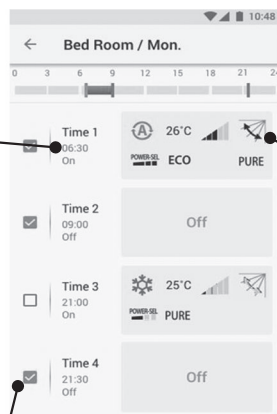 10:48
Bed Room / Mon.
0 3 6 9 12 15 18 21 24
Time 1
06:30
On
A 26°C
POWER-SEL ECO PURE
Time 2
09:00
Off
Off
Time 3
21:00
On
25°C
POWER-SEL PURE
Time 4
21:30
Off
Off